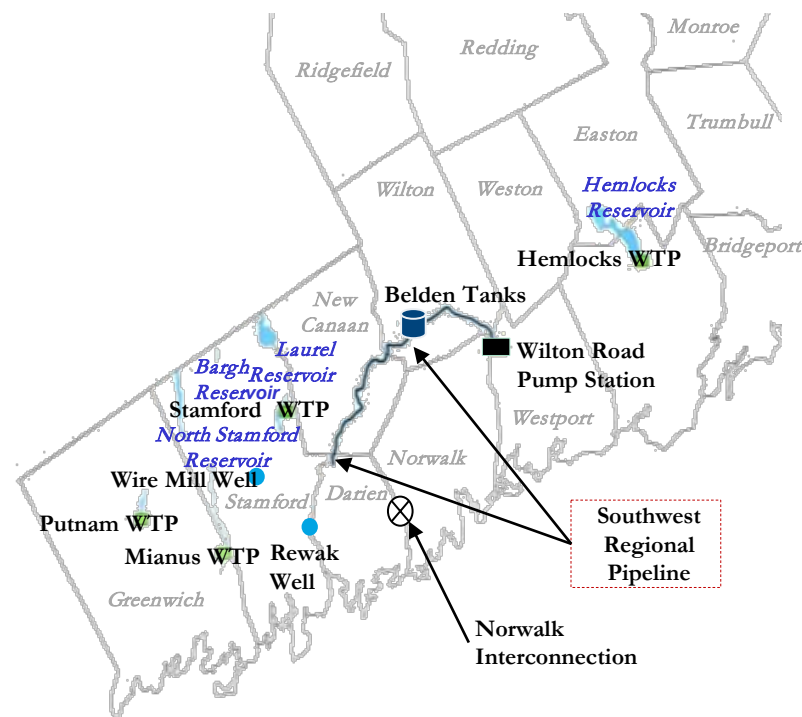 Monroe
Redding
Ridgefield
Trumbull
Easton
Wilton
Weston
Hemlocks
Reservoir
Bridgeport
Hemlocks WTP
Belden Tanks
New
Canaan
Laurel
Reservoir
Bargh
Reservoir
Wilton Road
Pump Station
Stamford WTP
Westport
North Stamford
Reservoir
Norwalk
Wire Mill Well
Stamford
Darien
Putnam WTP
Mianus WTP
Rewak
Well
Southwest
Regional
Pipeline
Greenwich
Norwalk
Interconnection